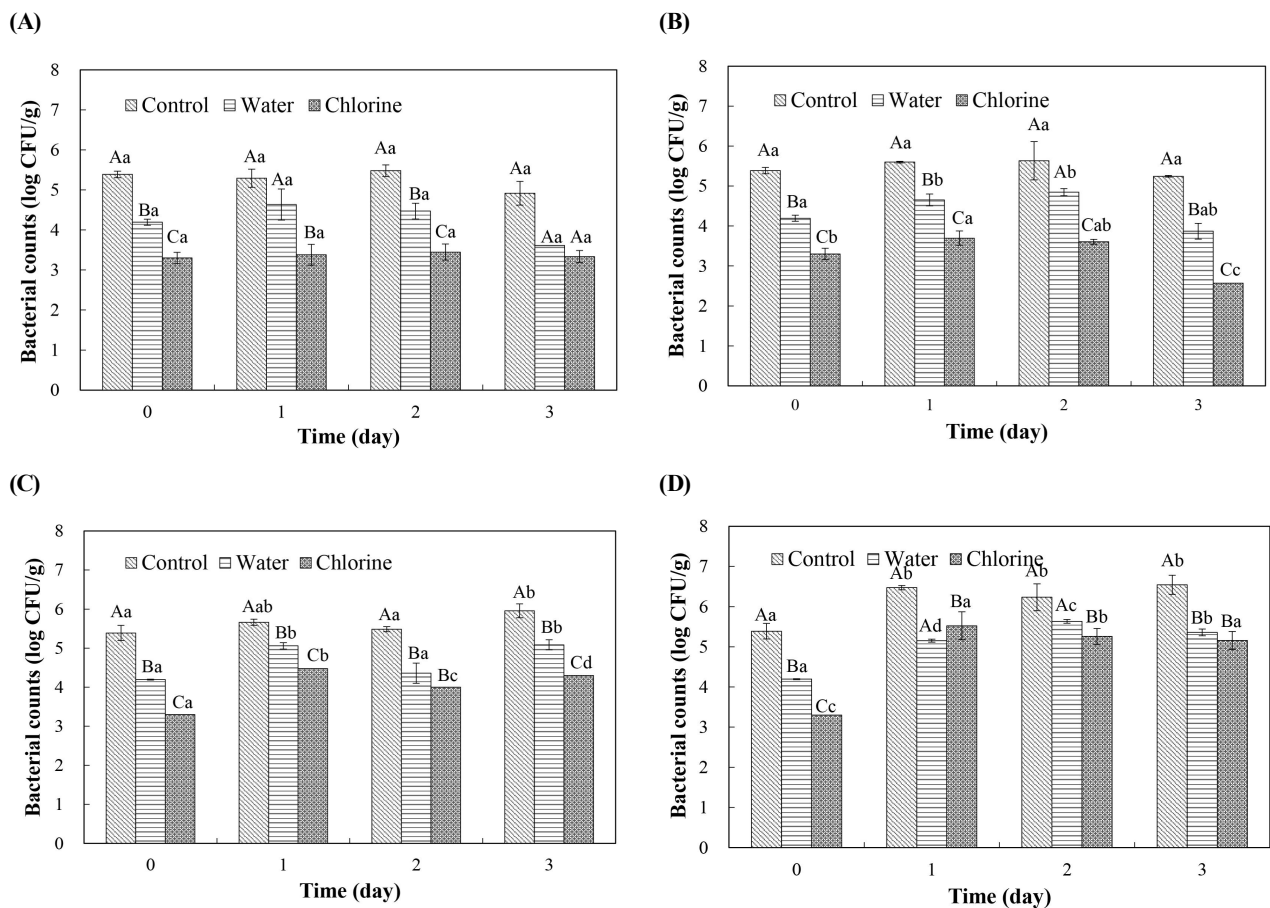 (A)
Bacterial counts (log CFU/g)
8
7
6
5
4
3
2
1
0
Control Water Chlorine
Aa Ba Ca
Aa Aa Ba
Aa Ba Ca
Aa Aa Aa
0 1 2 3
Time (day)
(B)
Bacterial counts (log CFU/g)
8
7
6
5
4
3
2
1
0
Control Water Chlorine
Aa Ba Cb
Aa Bb Ca
Aa Ab Cab
Aa Bab Cc
0 1 2 3
Time (day)
(C)
Bacterial counts (log CFU/g)
8
7
6
5
4
3
2
1
0
Control Water Chlorine
Aa Ba Ca
Aab Bb Cb
Aa Ba Bc
Ab Bb Cd
0 1 2 3
Time (day)
(D)
Bacterial counts (log CFU/g)
8
7
6
5
4
3
2
1
0
Control Water Chlorine
Aa Ba Cc
Ab Ad Ba
Ab Ac Bb
Ab Bb Ba
0 1 2 3
Time (day)